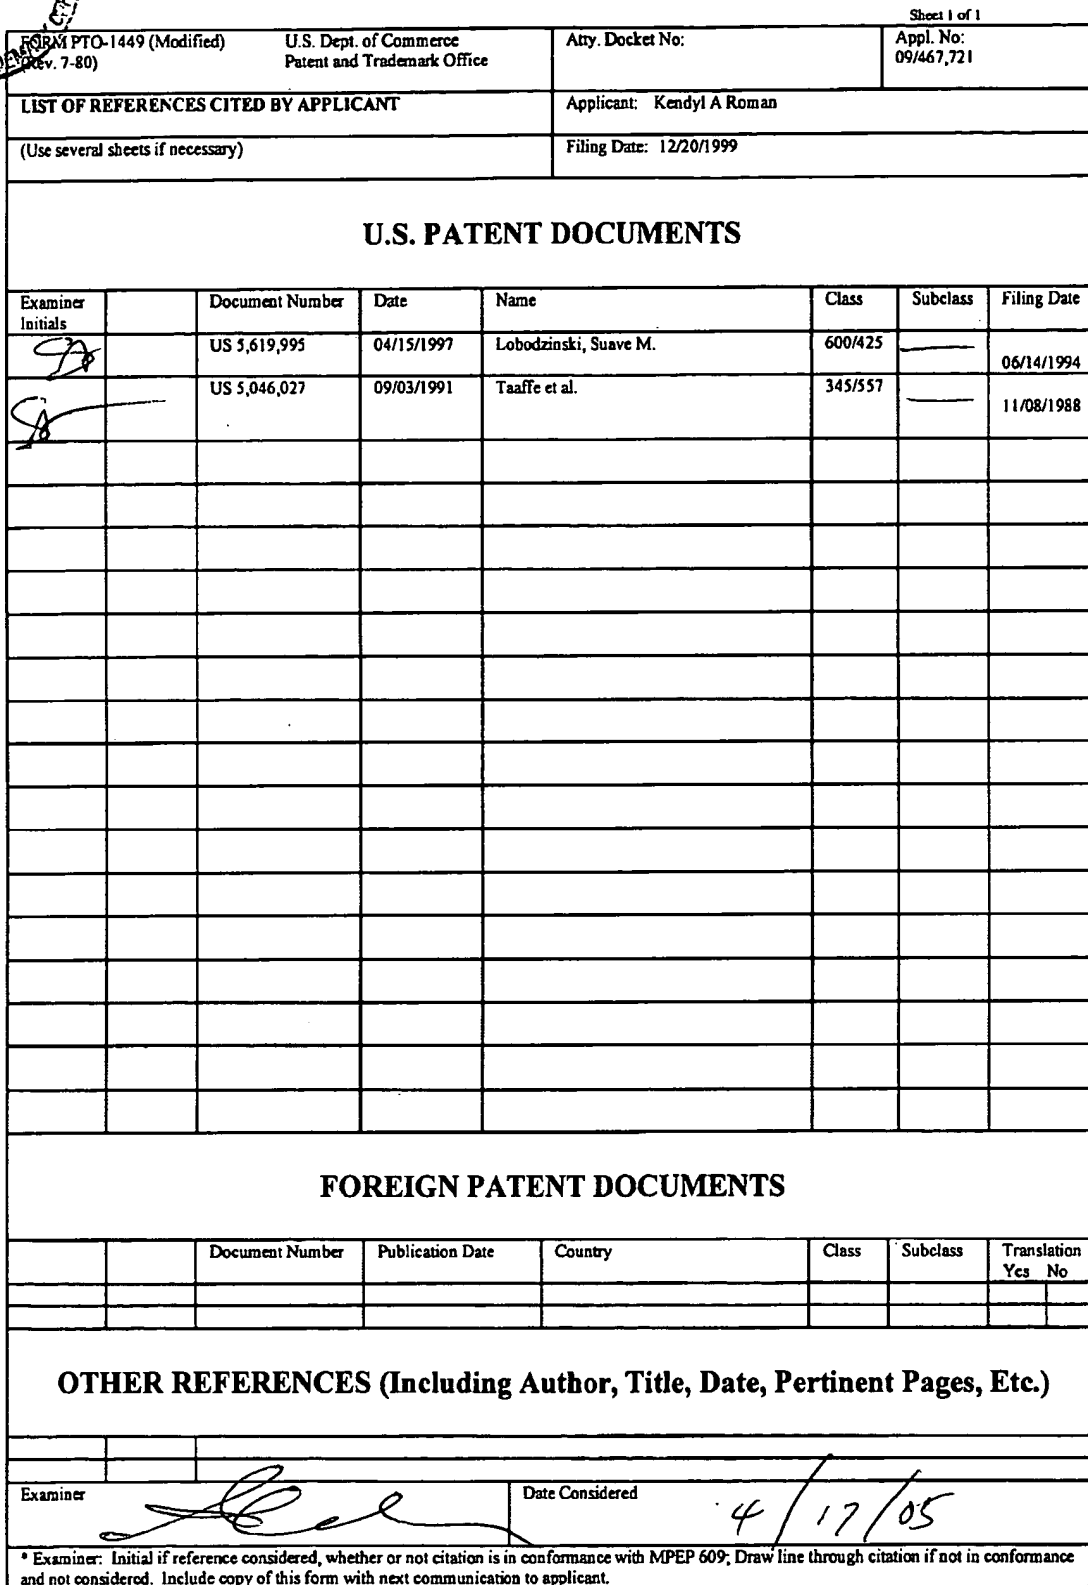 Sheet 1 of 1
FORM PTO-1449 (Modified) U.S. Dept. of Commerce Atty. Docket No: Appl. No:
(Rev. 7-80) Patent and Trademark Office 09/467,721
LIST OF REFERENCES CITED BY APPLICANT Applicant: Kendyl A Roman
(Use several sheets if necessary) Filing Date: 12/20/1999
U.S. PATENT DOCUMENTS
Examiner Document Number Date Name Class Subclass Filing Date
Initials
US 5,619,995 04/15/1997 Lobodzinski, Suave M. 600/425
06/14/1994
US 5,046,027 09/03/1991 Taaffe et al. 345/557
11/08/1988
FOREIGN PATENT DOCUMENTS
Document Number Publication Date Country Class Subclass Translation
Yes No
OTHER REFERENCES (Including Author, Title, Date, Pertinent Pages, Etc.)
Examiner Date Considered 4/17/05
* Examiner: Initial if reference considered, whether or not citation is in conformance with MPEP 609; Draw line through citation if not in conformance
and not considered. Include copy of this form with next communication to applicant.